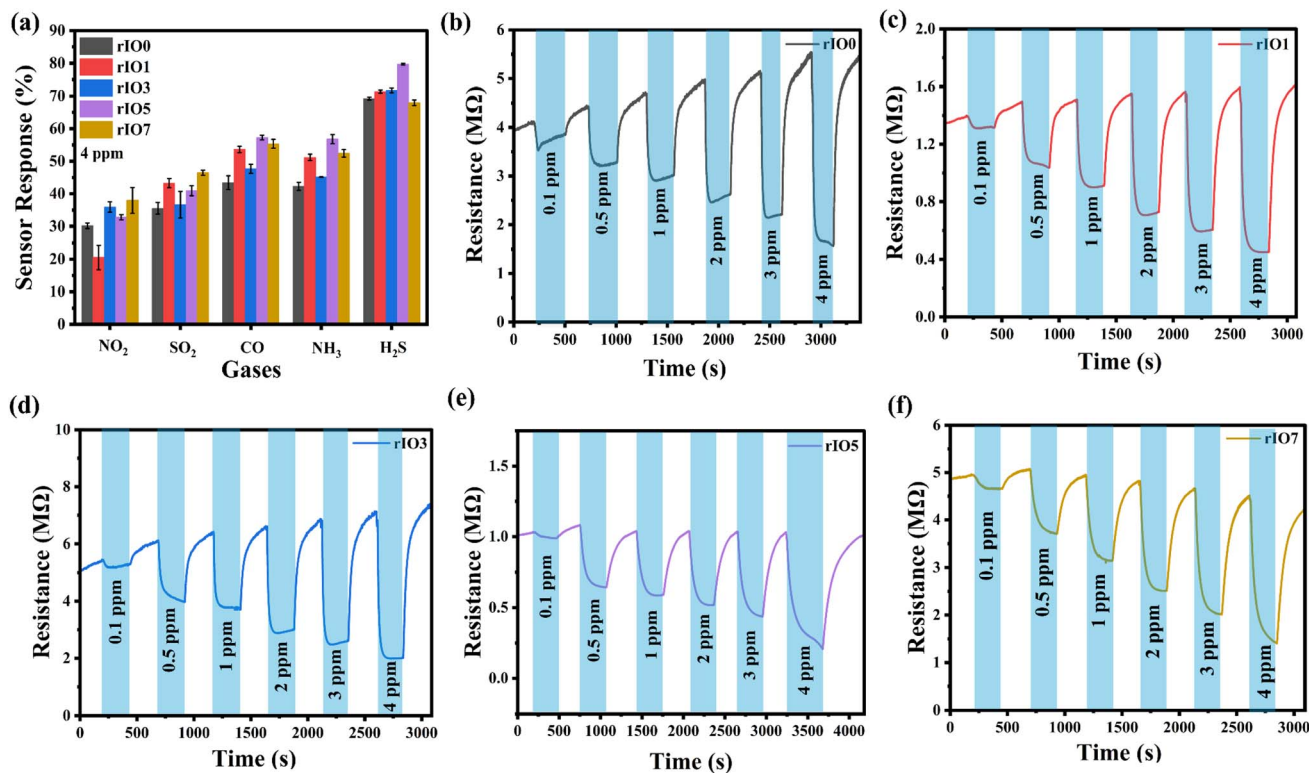 (a)
90
80
70
60
50
40
30
20
10
0
Sensor Response (%)
rIO0
rIO1
rIO3
rIO5
rIO7
4 ppm
NO₂ SO₂ CO NH₃ H₂S
Gases
(b)
6
5
4
3
2
1
0
Resistance (MΩ)
rIO0
0.1 ppm
0.5 ppm
1 ppm
2 ppm
3 ppm
4 ppm
0 500 1000 1500 2000 2500 3000
Time (s)
(c)
2.0
1.6
1.2
0.8
0.4
0.0
Resistance (MΩ)
rIO1
0.1 ppm
0.5 ppm
1 ppm
2 ppm
3 ppm
4 ppm
0 500 1000 1500 2000 2500 3000
Time (s)
(d)
10
8
6
4
2
0
Resistance (MΩ)
rIO3
0.1 ppm
0.5 ppm
1 ppm
2 ppm
3 ppm
4 ppm
0 500 1000 1500 2000 2500 3000
Time (s)
(e)
1.5
1.0
0.5
0.0
Resistance (MΩ)
rIO5
0.1 ppm
0.5 ppm
1 ppm
2 ppm
3 ppm
4 ppm
0 500 1000 1500 2000 2500 3000 3500 4000
Time (s)
(f)
6
5
4
3
2
1
0
Resistance (MΩ)
rIO7
0.1 ppm
0.5 ppm
1 ppm
2 ppm
3 ppm
4 ppm
0 500 1000 1500 2000 2500 3000
Time (s)